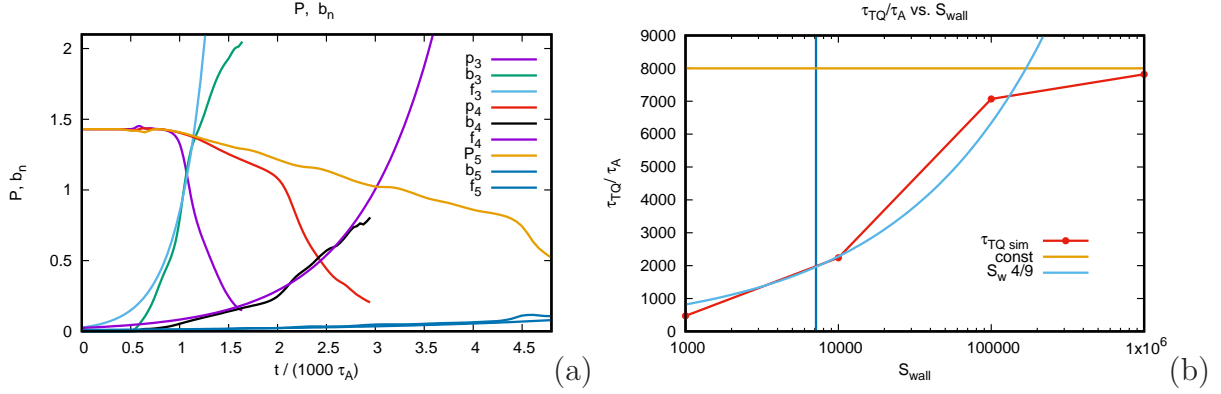 P, b_n
P, b_n
2
1.5
1
0.5
0
0 0.5 1 1.5 2 2.5 3 3.5 4 4.5
t / (1000 τ_A)
p_3
b_3
f_3
p_4
b_4
f_4
P_5
b_5
f_5
(a)
τ_TQ/τ_A vs. S_wall
τ_TQ/ τ_A
9000
8000
7000
6000
5000
4000
3000
2000
1000
0
1000 10000 100000 1x10^6
S_wall
τ_TQ sim
const
S_w 4/9
(b)